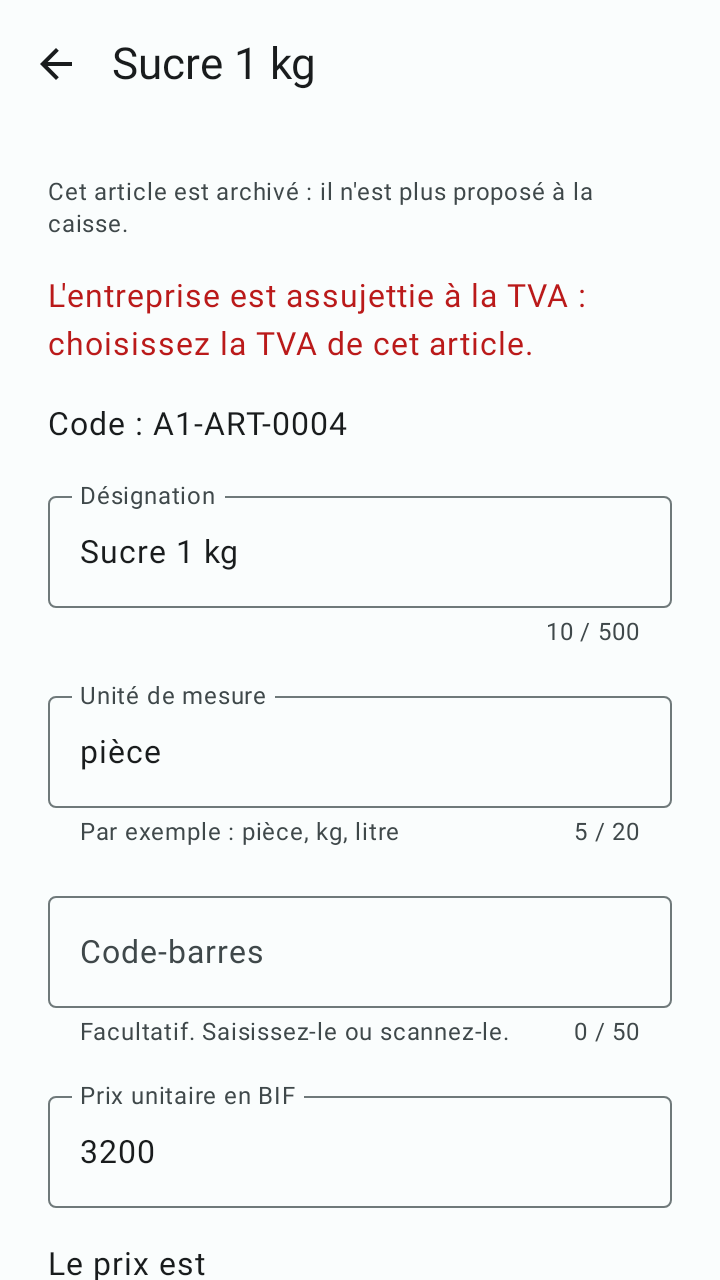 Sucre 1 kg
Cet article est archivé : il n'est plus proposé à la
caisse.
L'entreprise est assujettie à la TVA :
choisissez la TVA de cet article.
Code : A1-ART-0004
Désignation
Sucre 1 kg
10 / 500
Unité de mesure
pièce
Par exemple : pièce, kg, litre 5 / 20
Code-barres
Facultatif. Saisissez-le ou scannez-le. 0 / 50
Prix unitaire en BIF
3200
Le prix est